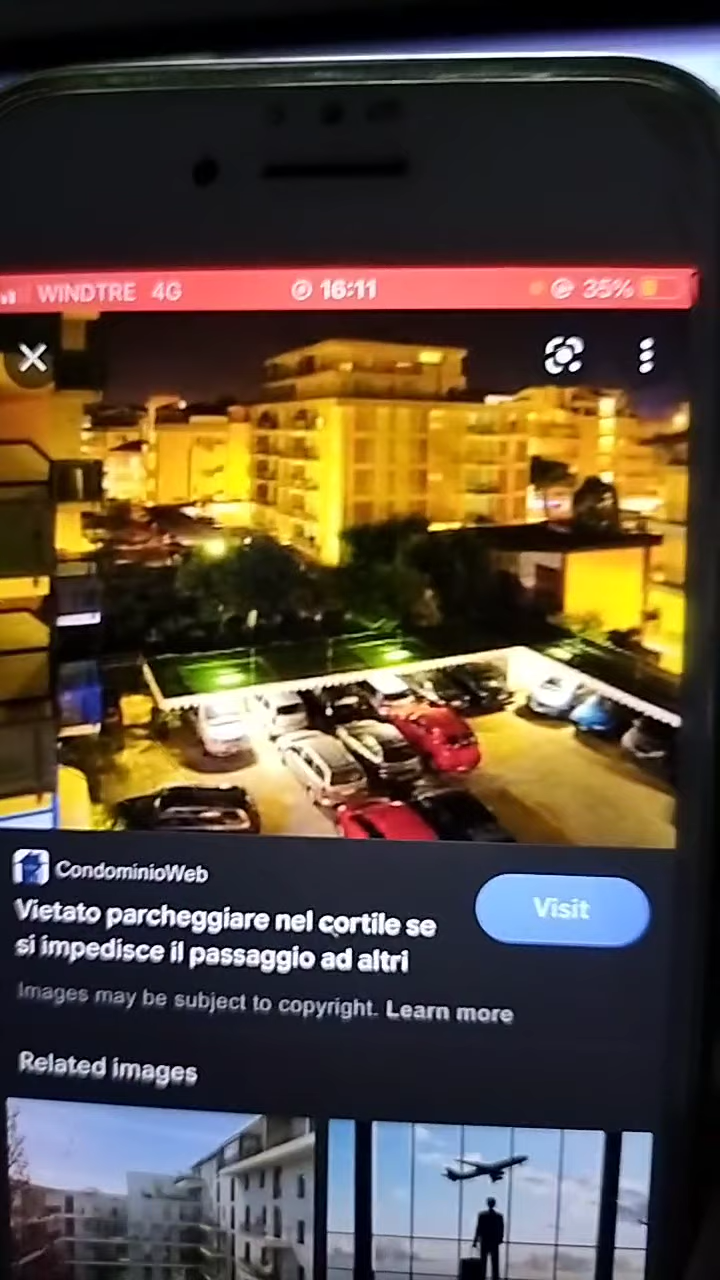 WINDTRE 4G 16:11 35%
CondominioWeb
Visit
Vietato parcheggiare nel cortile se
si impedisce il passaggio ad altri
Images may be subject to copyright. Learn more
Related images